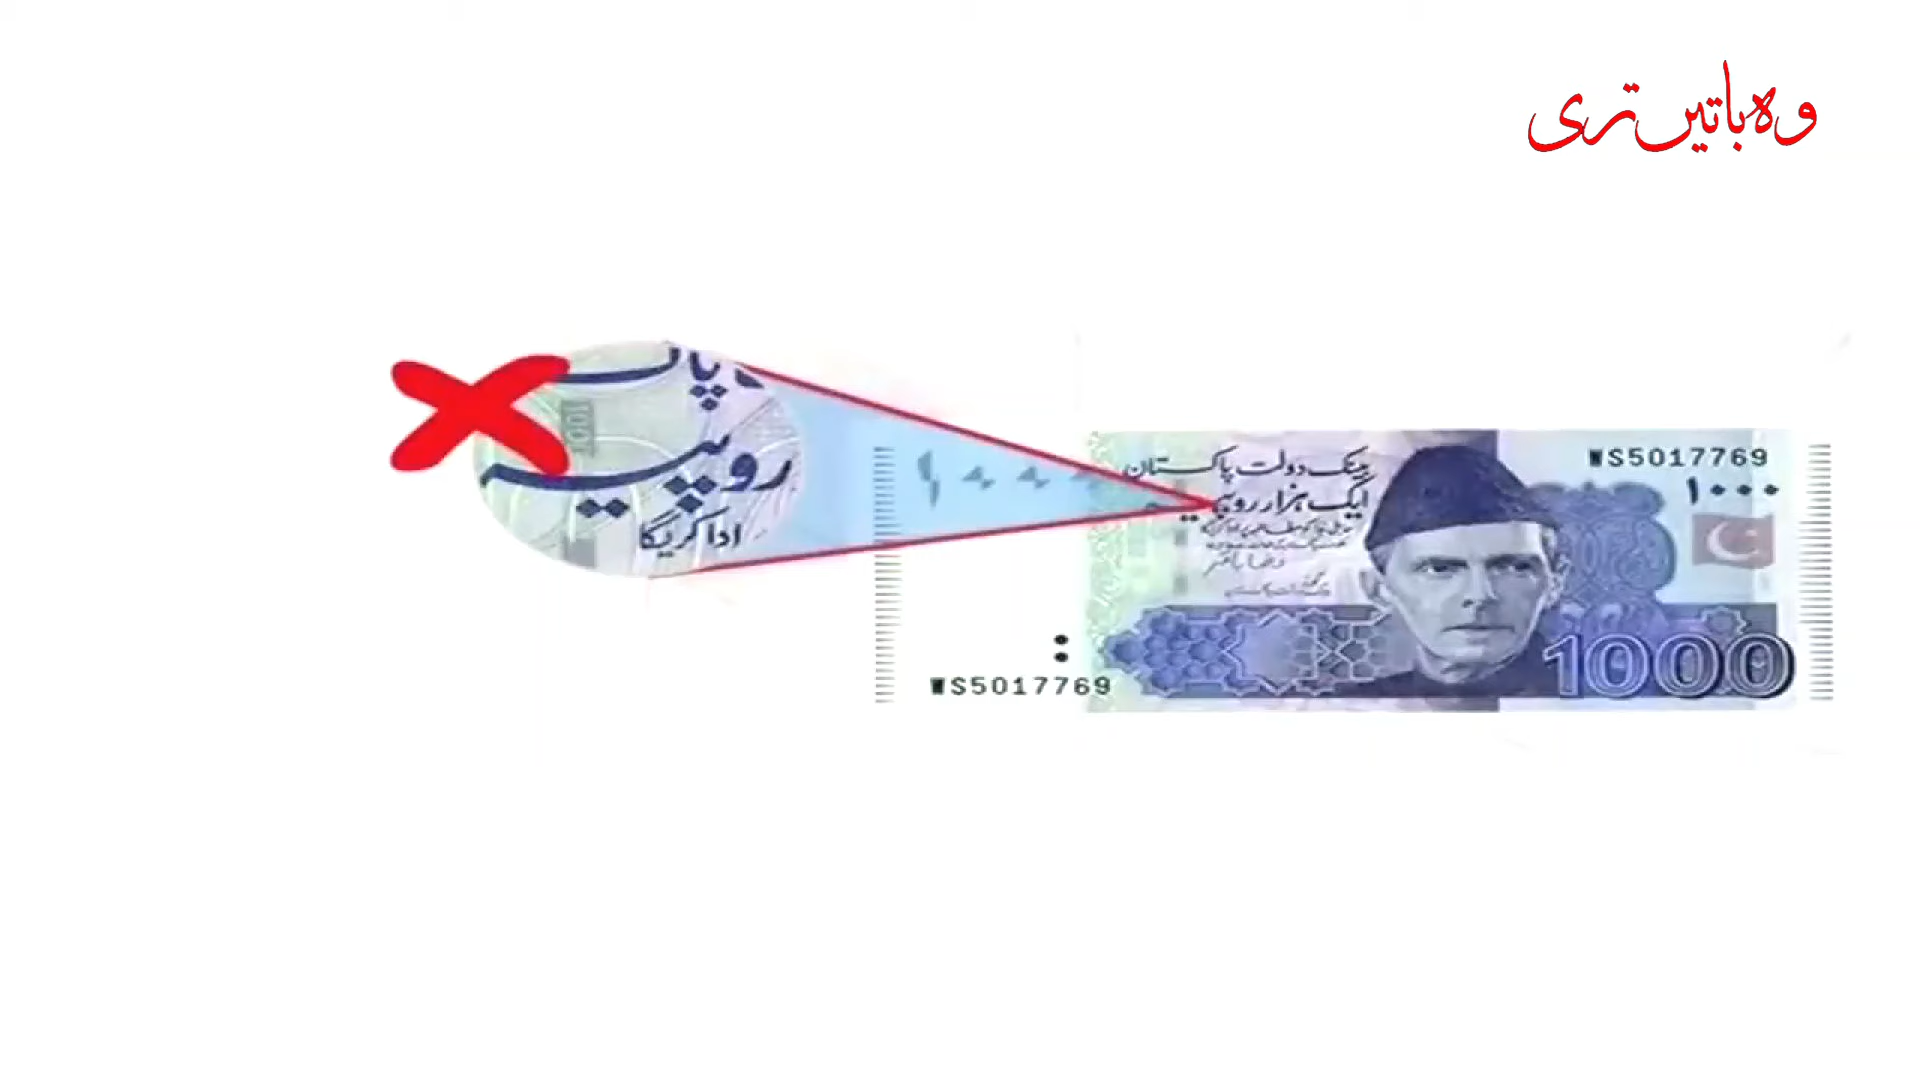 وہ باتیں تری
روپیہ
ادا کریگا
بینک دولت پاکستان
ایک ہزار روپیہ
WS5017769
۱۰۰۰
1000
WS5017769